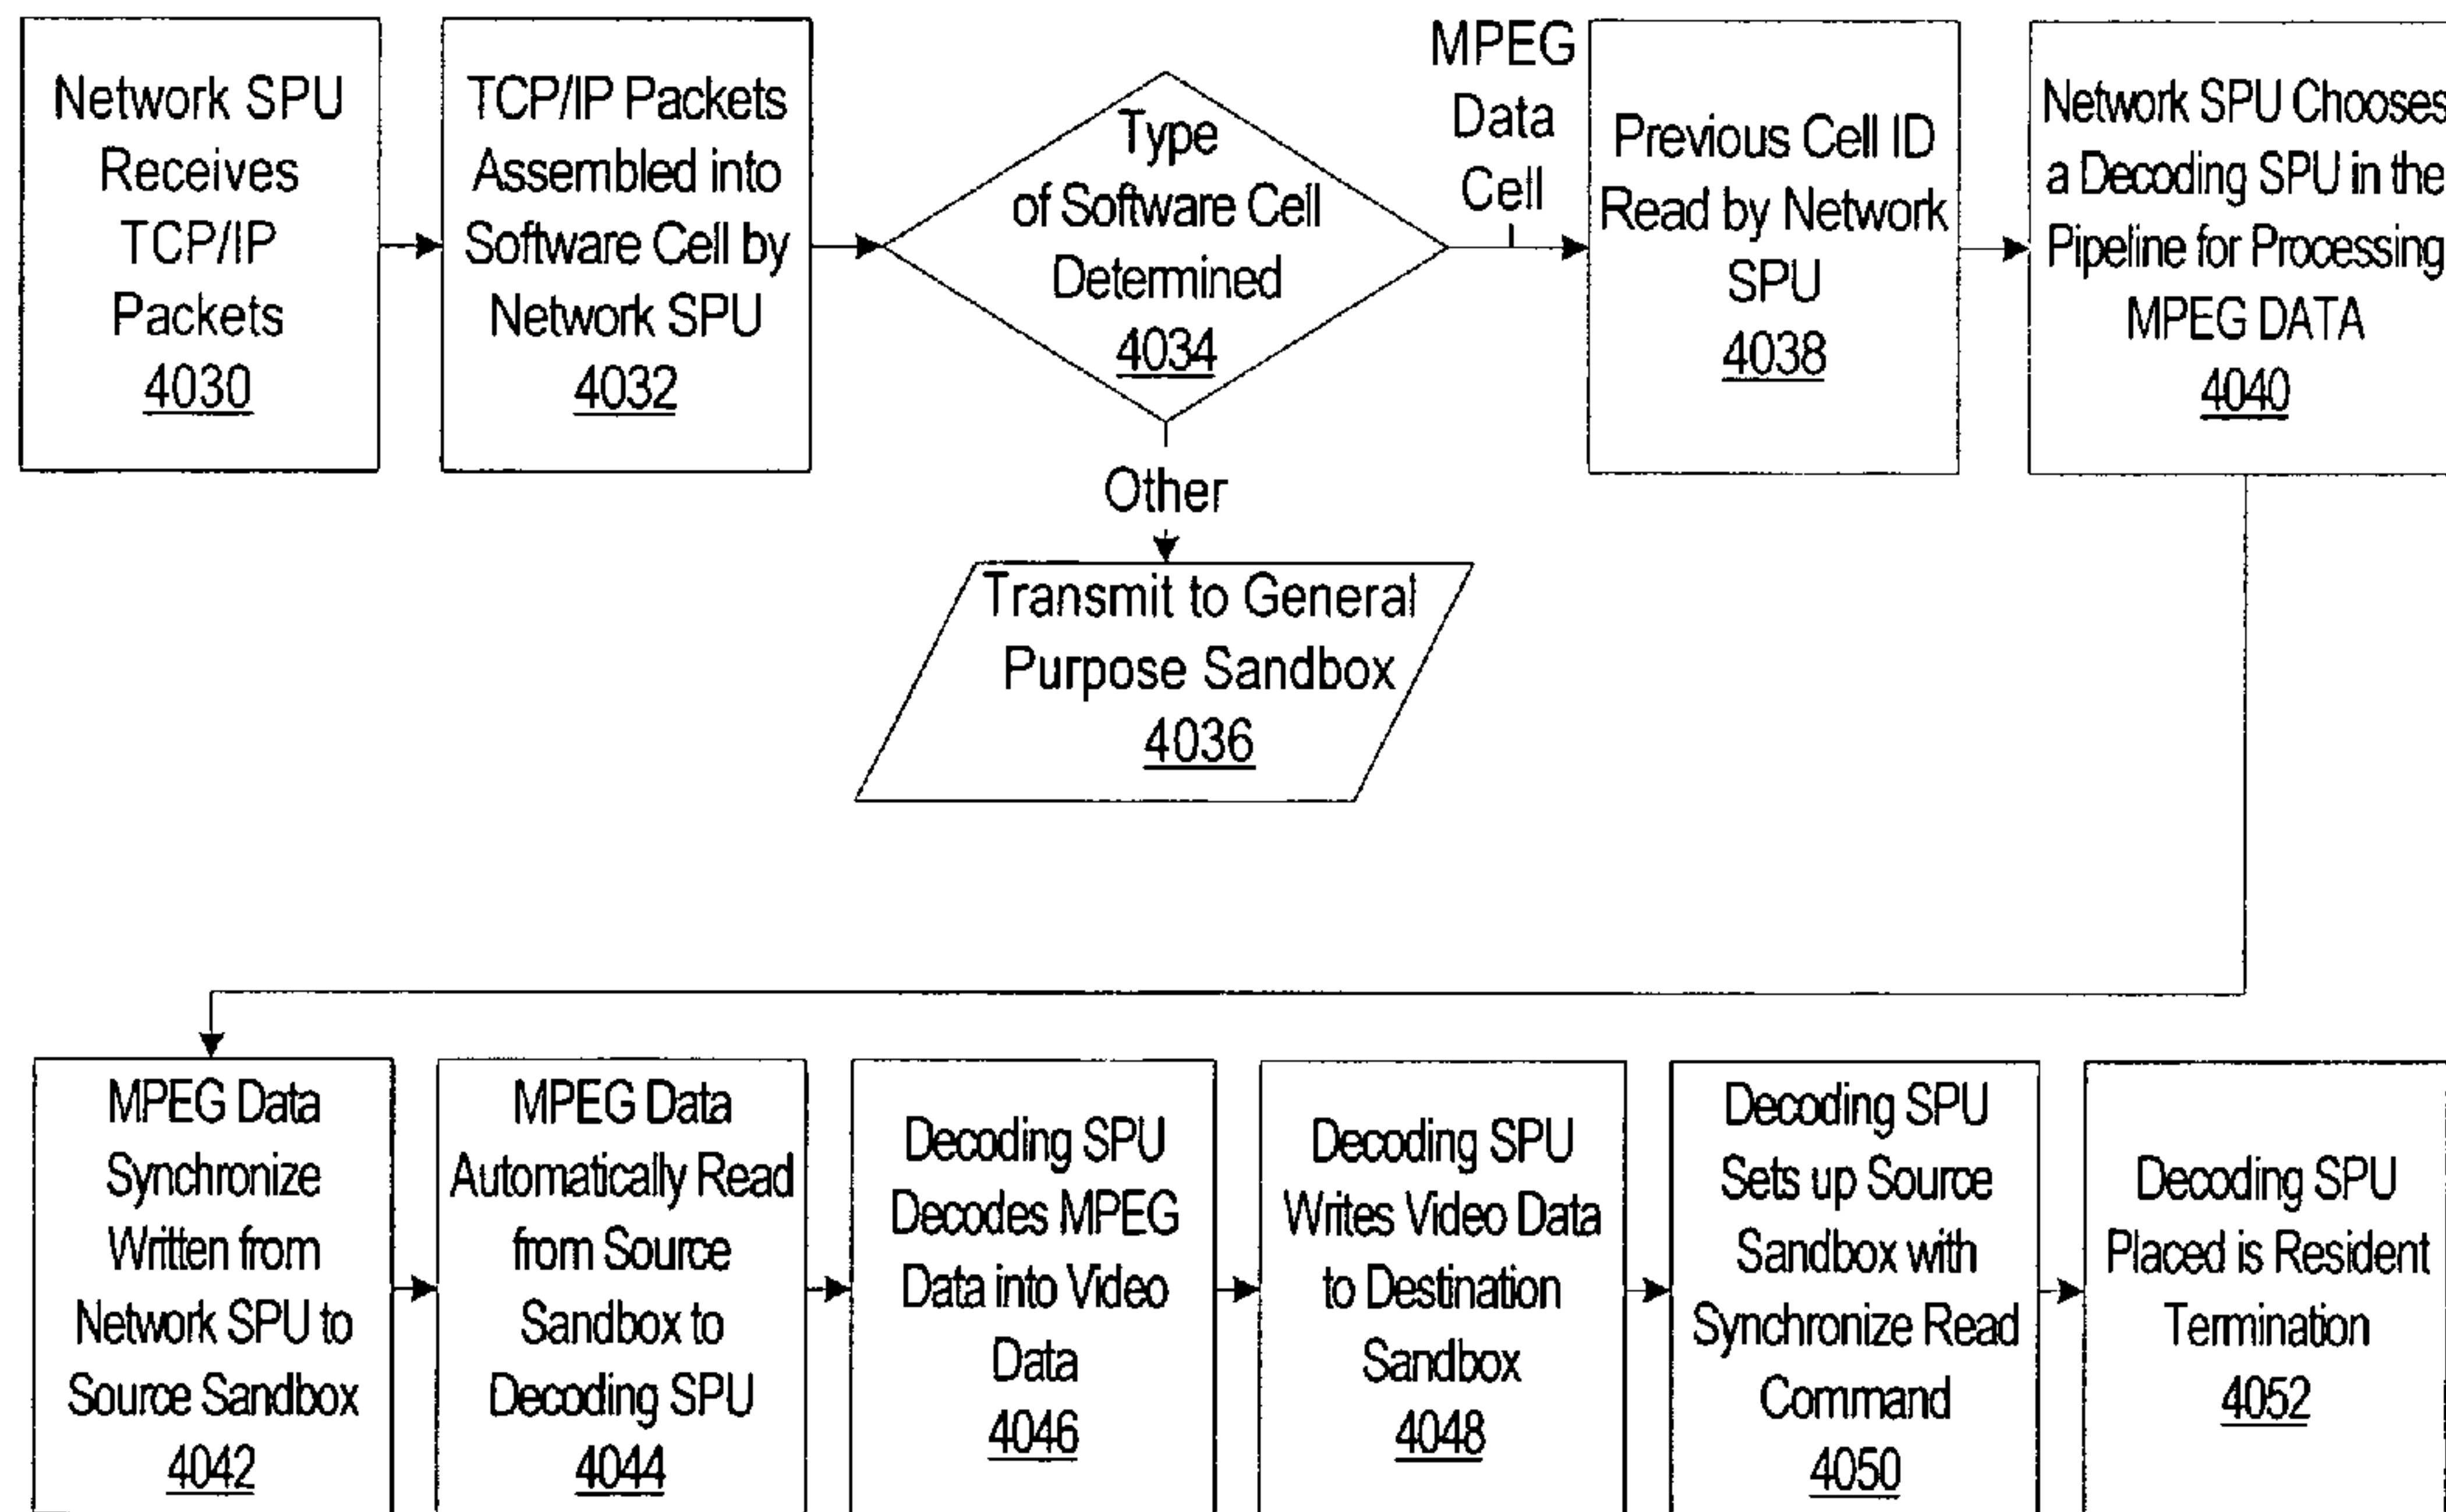 Network SPU
Receives
TCP/IP
Packets
4030
TCP/IP Packets
Assembled into
Software Cell by
Network SPU
4032
Type
of Software Cell
Determined
4034
MPEG
Data
Cell
Previous Cell ID
Read by Network
SPU
4038
Network SPU Chooses
a Decoding SPU in the
Pipeline for Processing
MPEG DATA
4040
Other
Transmit to General
Purpose Sandbox
4036
MPEG Data
Synchronize
Written from
Network SPU to
Source Sandbox
4042
MPEG Data
Automatically Read
from Source
Sandbox to
Decoding SPU
4044
Decoding SPU
Decodes MPEG
Data into Video
Data
4046
Decoding SPU
Writes Video Data
to Destination
Sandbox
4048
Decoding SPU
Sets up Source
Sandbox with
Synchronize Read
Command
4050
Decoding SPU
Placed is Resident
Termination
4052